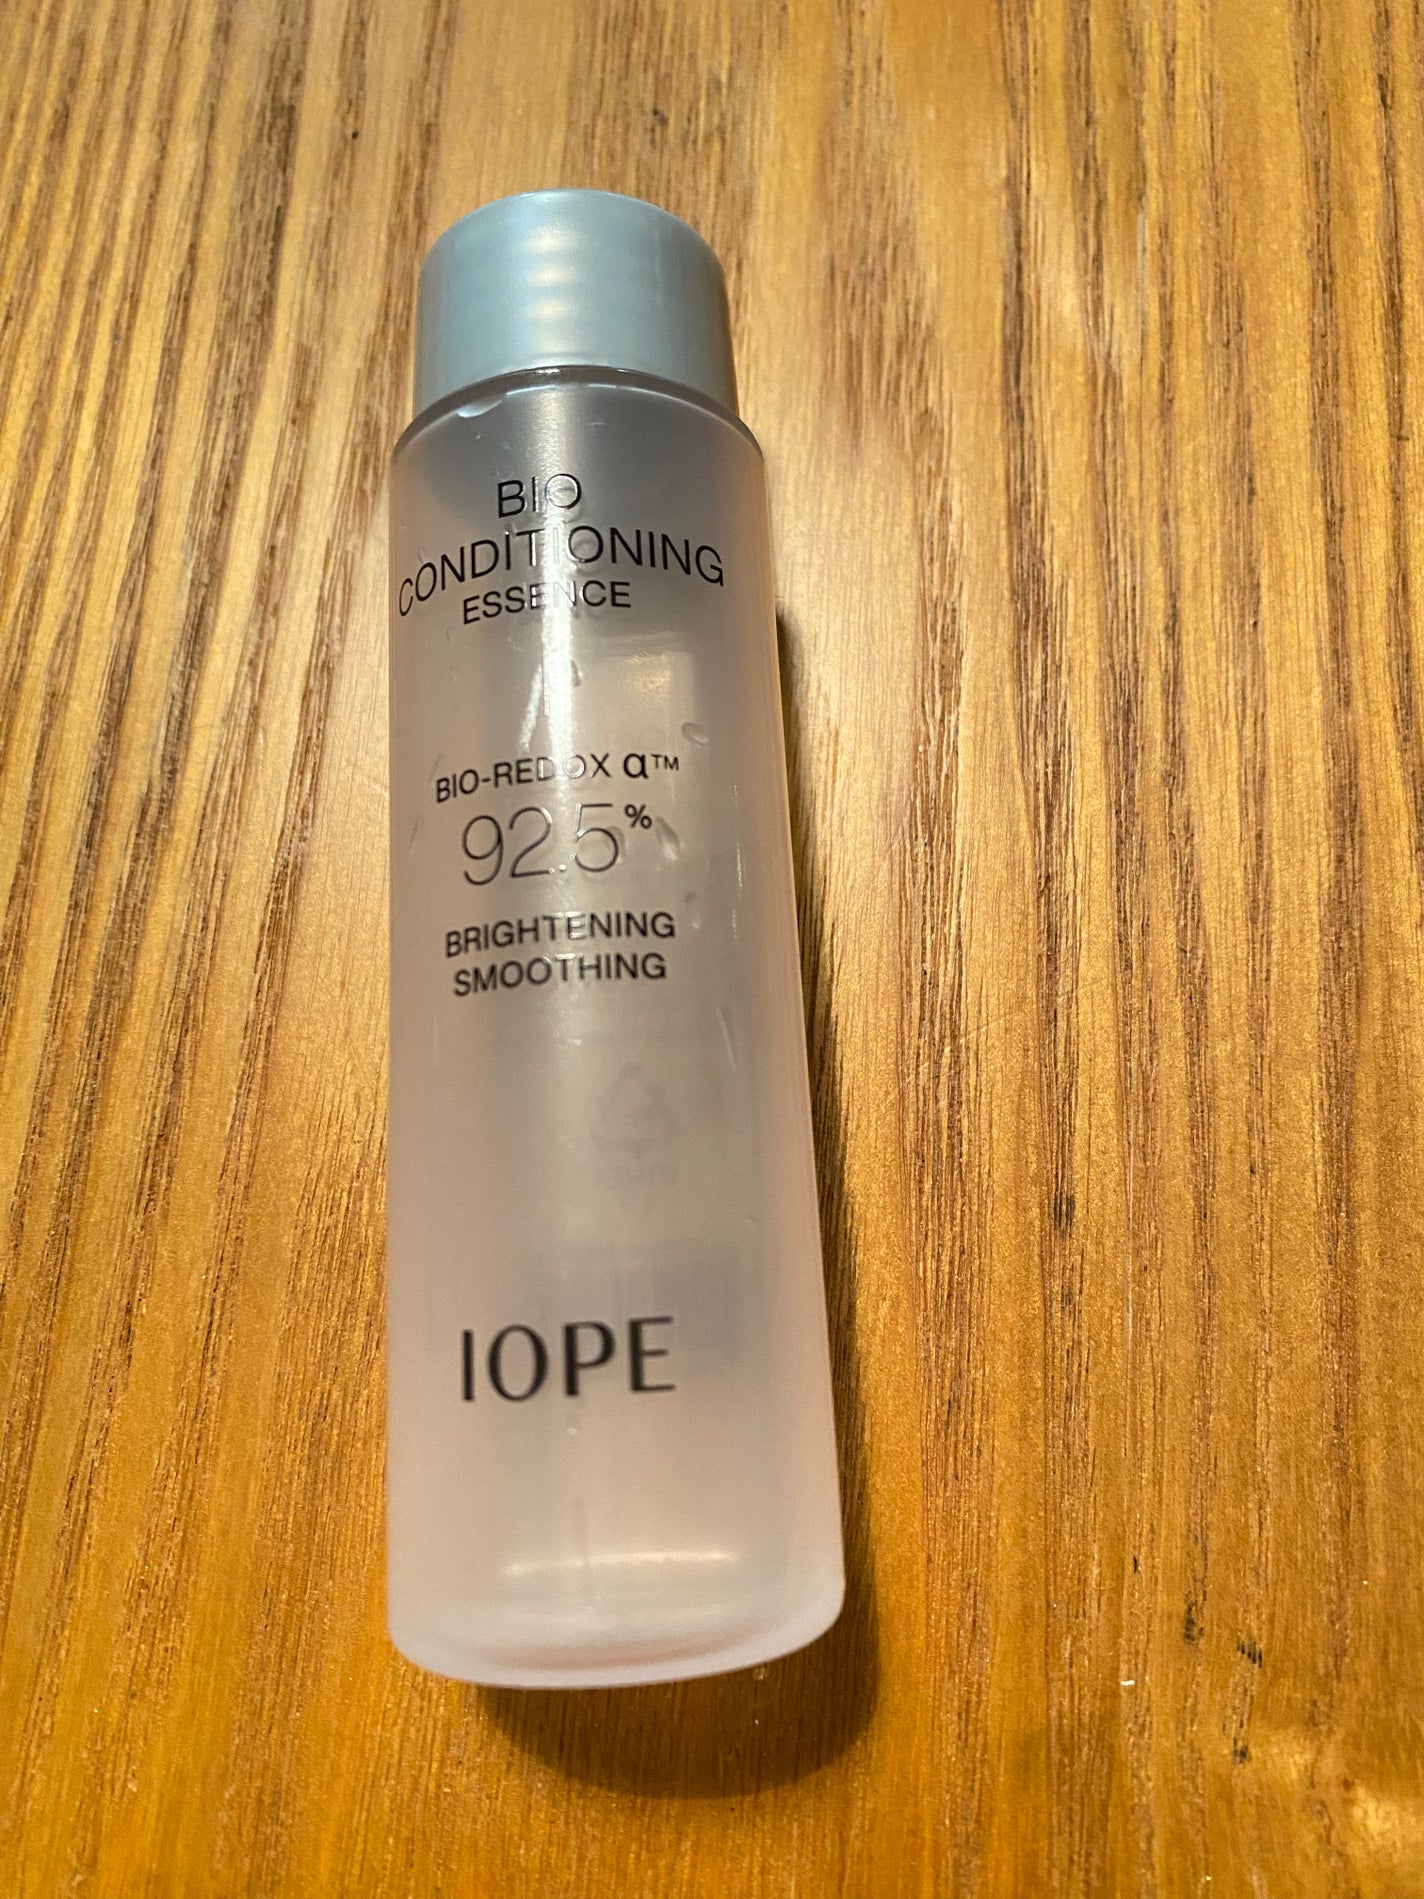 BIO
CONDITIONING
ESSENCE
BIO-REDOX α™
92.5%
BRIGHTENING
SMOOTHING
IOPE